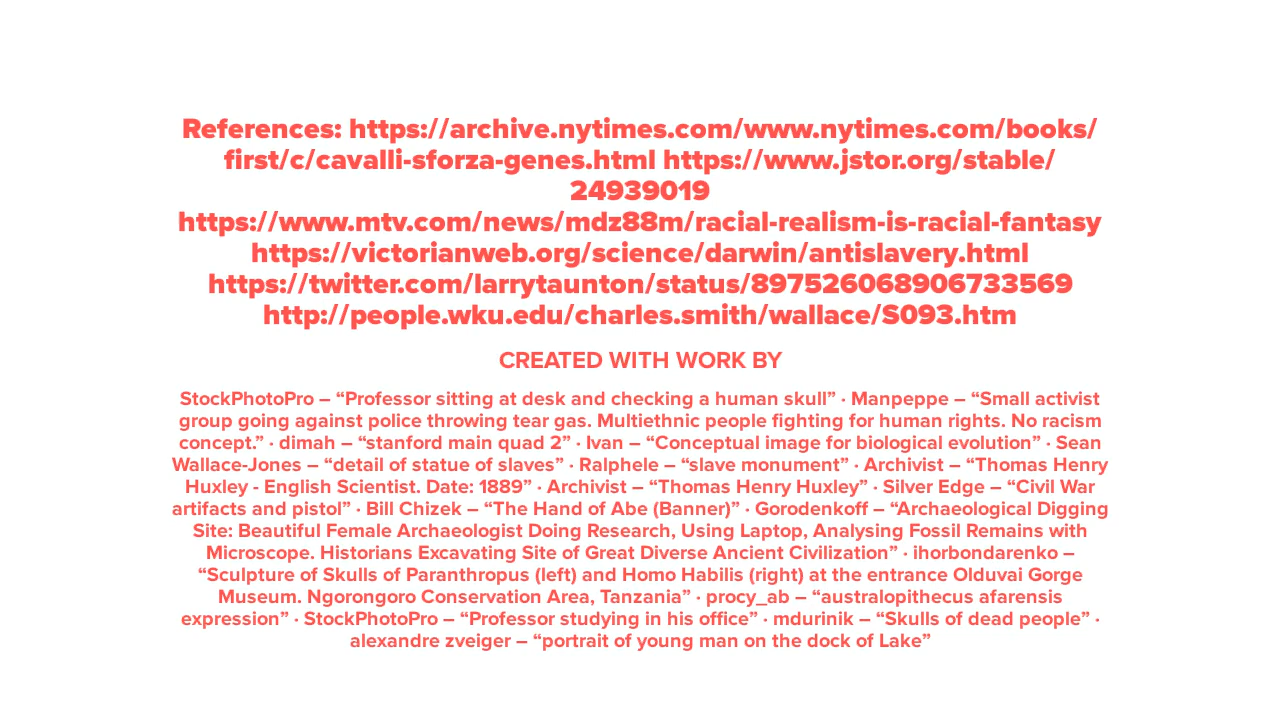 References: https://archive.nytimes.com/www.nytimes.com/books/
first/c/cavalli-sforza-genes.html https://www.jstor.org/stable/
24939019
https://www.mtv.com/news/mdz88m/racial-realism-is-racial-fantasy
https://victorianweb.org/science/darwin/antislavery.html
https://twitter.com/larrytaunton/status/897526068906733569
http://people.wku.edu/charles.smith/wallace/S093.htm
CREATED WITH WORK BY
StockPhotoPro – “Professor sitting at desk and checking a human skull” · Manpeppe – “Small activist
group going against police throwing tear gas. Multiethnic people fighting for human rights. No racism
concept.” · dimah – “stanford main quad 2” · Ivan – “Conceptual image for biological evolution” · Sean
Wallace-Jones – “detail of statue of slaves” · Ralphele – “slave monument” · Archivist – “Thomas Henry
Huxley - English Scientist. Date: 1889” · Archivist – “Thomas Henry Huxley” · Silver Edge – “Civil War
artifacts and pistol” · Bill Chizek – “The Hand of Abe (Banner)” · Gorodenkoff – “Archaeological Digging
Site: Beautiful Female Archaeologist Doing Research, Using Laptop, Analysing Fossil Remains with
Microscope. Historians Excavating Site of Great Diverse Ancient Civilization” · ihorbondarenko –
“Sculpture of Skulls of Paranthropus (left) and Homo Habilis (right) at the entrance Olduvai Gorge
Museum. Ngorongoro Conservation Area, Tanzania” · procy_ab – “australopithecus afarensis
expression” · StockPhotoPro – “Professor studying in his office” · mdurinik – “Skulls of dead people” ·
alexandre zveiger – “portrait of young man on the dock of Lake”